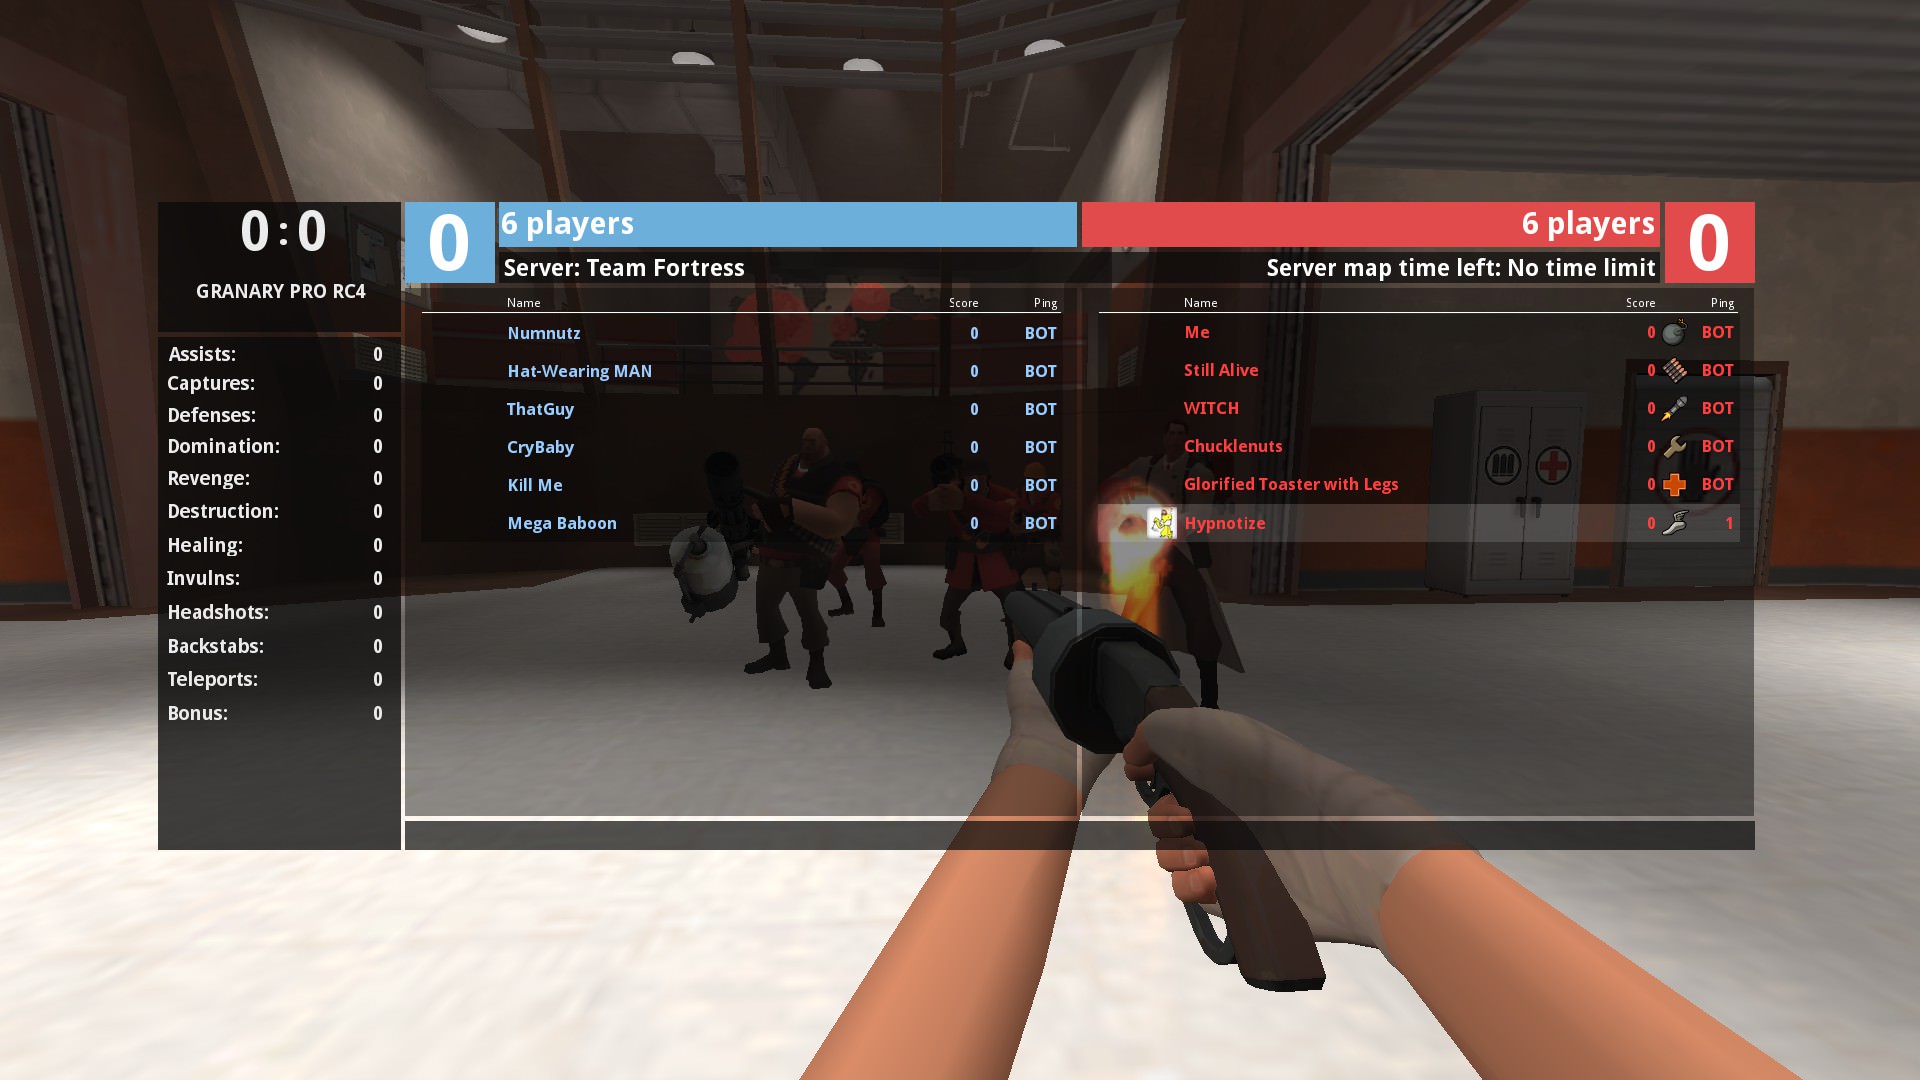 0:0
GRANARY PRO RC4
Assists: 0
Captures: 0
Defenses: 0
Domination: 0
Revenge: 0
Destruction: 0
Healing: 0
Invulns: 0
Headshots: 0
Backstabs: 0
Teleports: 0
Bonus: 0
0 6 players
Server: Team Fortress
Name Score Ping
Numnutz 0 BOT
Hat-Wearing MAN 0 BOT
ThatGuy 0 BOT
CryBaby 0 BOT
Kill Me 0 BOT
Mega Baboon 0 BOT
6 players 0
Server map time left: No time limit
Name Score Ping
Me 0 BOT
Still Alive 0 BOT
WITCH 0 BOT
Chucklenuts 0 BOT
Glorified Toaster with Legs 0 BOT
Hypnotize 0 1